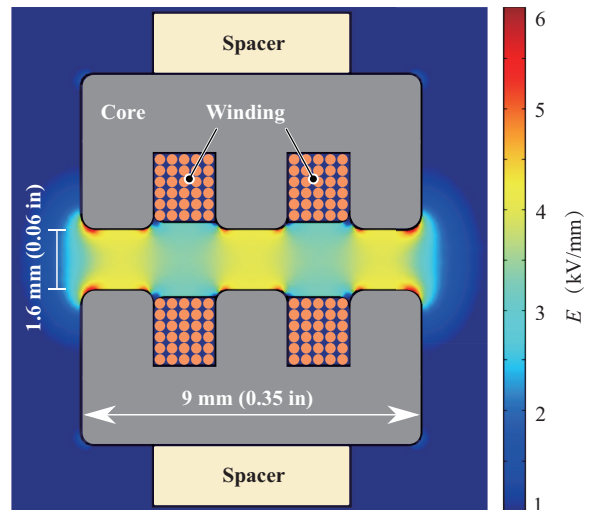 Spacer
Core
Winding
1.6 mm (0.06 in)
9 mm (0.35 in)
Spacer
6
5
4
3
2
1
E (kV/mm)